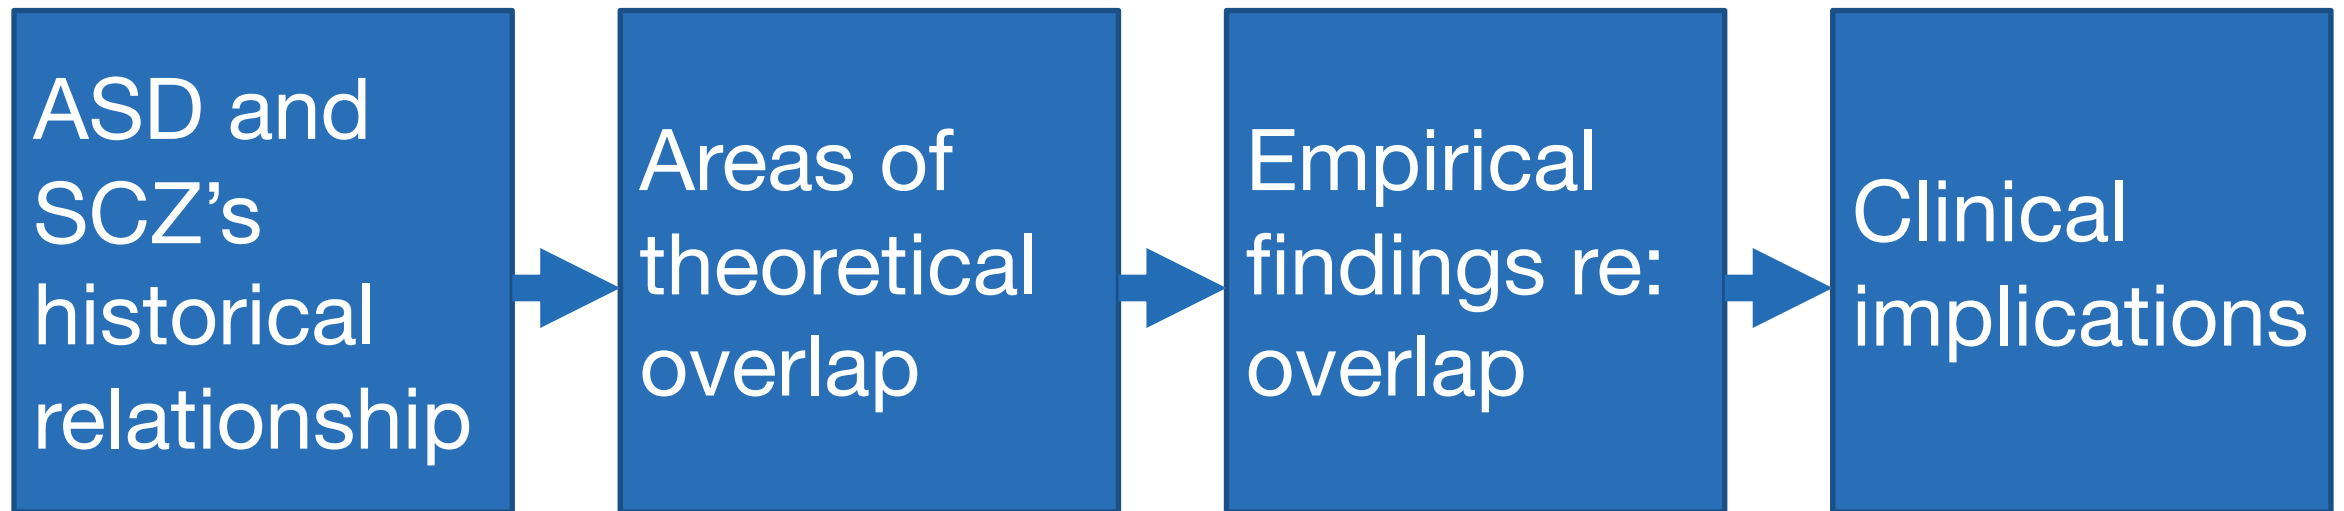 ASD and
SCZ’s
historical
relationship
Areas of
theoretical
overlap
Empirical
findings re:
overlap
Clinical
implications